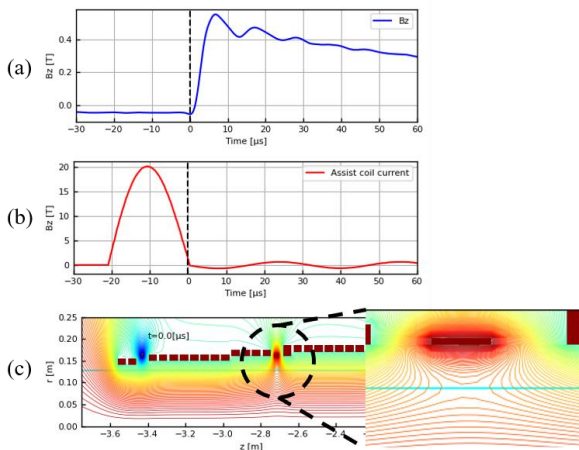 (a)
Bz [T]
0.4
0.2
0.0
Bz
−30 −20 −10 0 10 20 30 40 50 60
Time [μs]
(b)
Bz [T]
20
15
10
5
0
Assist coil current
−30 −20 −10 0 10 20 30 40 50 60
Time [μs]
(c)
r [m]
0.25
0.20
0.15
0.10
0.05
0.00
t=0.0[μs]
−3.6 −3.4 −3.2 −3.0 −2.8 −2.6 −2.4
z [m]